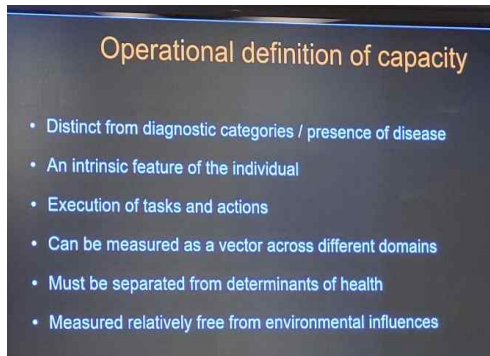 Operational definition of capacity
• Distinct from diagnostic categories / presence of disease
• An intrinsic feature of the individual
• Execution of tasks and actions
• Can be measured as a vector across different domains
• Must be separated from determinants of health
• Measured relatively free from environmental influences